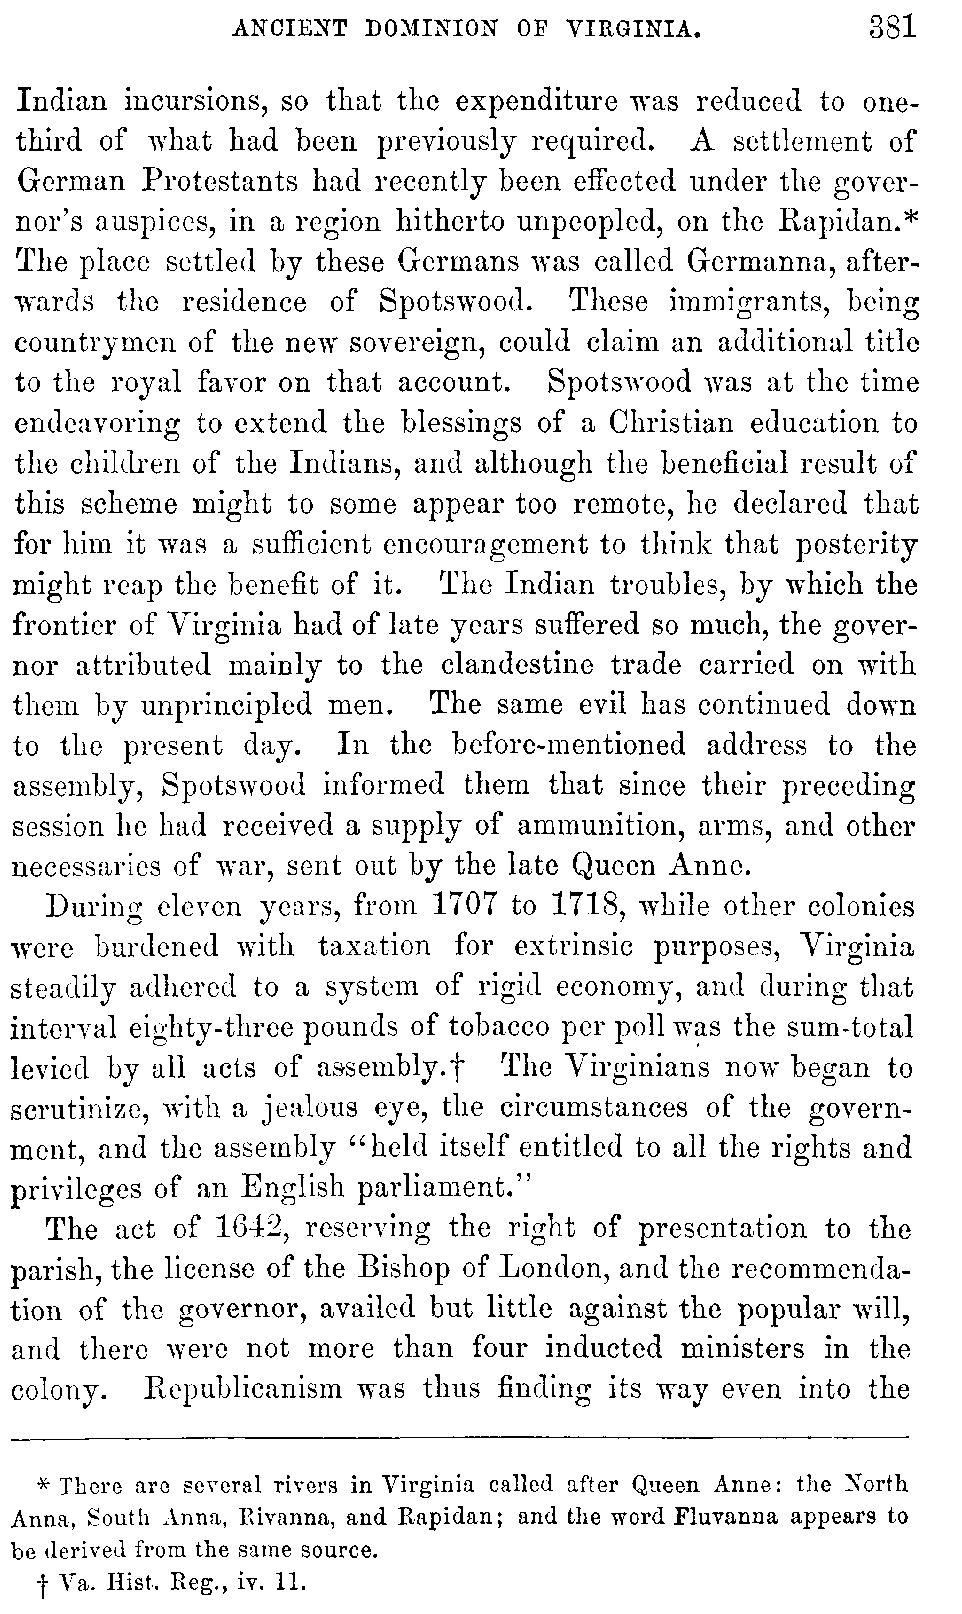 ANCIENT DOMINION OF VIRGINIA. 381
Indian incursions, so that the expenditure was reduced to one-
third of what had been previously required. A settlement of
German Protestants had recently been effected under the gover-
nor's auspices, in a region hitherto unpeopled, on the Rapidan.*
The place settled by these Germans was called Germanna, after-
wards the residence of Spotswood. These immigrants, being
countrymen of the new sovereign, could claim an additional title
to the royal favor on that account. Spotswood was at the time
endeavoring to extend the blessings of a Christian education to
the children of the Indians, and although the beneficial result of
this scheme might to some appear too remote, he declared that
for him it was a sufficient encouragement to think that posterity
might reap the benefit of it. The Indian troubles, by which the
frontier of Virginia had of late years suffered so much, the gover-
nor attributed mainly to the clandestine trade carried on with
them by unprincipled men. The same evil has continued down
to the present day. In the before-mentioned address to the
assembly, Spotswood informed them that since their preceding
session he had received a supply of ammunition, arms, and other
necessaries of war, sent out by the late Queen Anne.
During eleven years, from 1707 to 1718, while other colonies
were burdened with taxation for extrinsic purposes, Virginia
steadily adhered to a system of rigid economy, and during that
interval eighty-three pounds of tobacco per poll was the sum-total
levied by all acts of assembly.† The Virginians now began to
scrutinize, with a jealous eye, the circumstances of the govern-
ment, and the assembly "held itself entitled to all the rights and
privileges of an English parliament."
The act of 1642, reserving the right of presentation to the
parish, the license of the Bishop of London, and the recommenda-
tion of the governor, availed but little against the popular will,
and there were not more than four inducted ministers in the
colony. Republicanism was thus finding its way even into the
* There are several rivers in Virginia called after Queen Anne: the North
Anna, South Anna, Rivanna, and Rapidan; and the word Fluvanna appears to
be derived from the same source.
† Va. Hist. Reg., iv. 11.